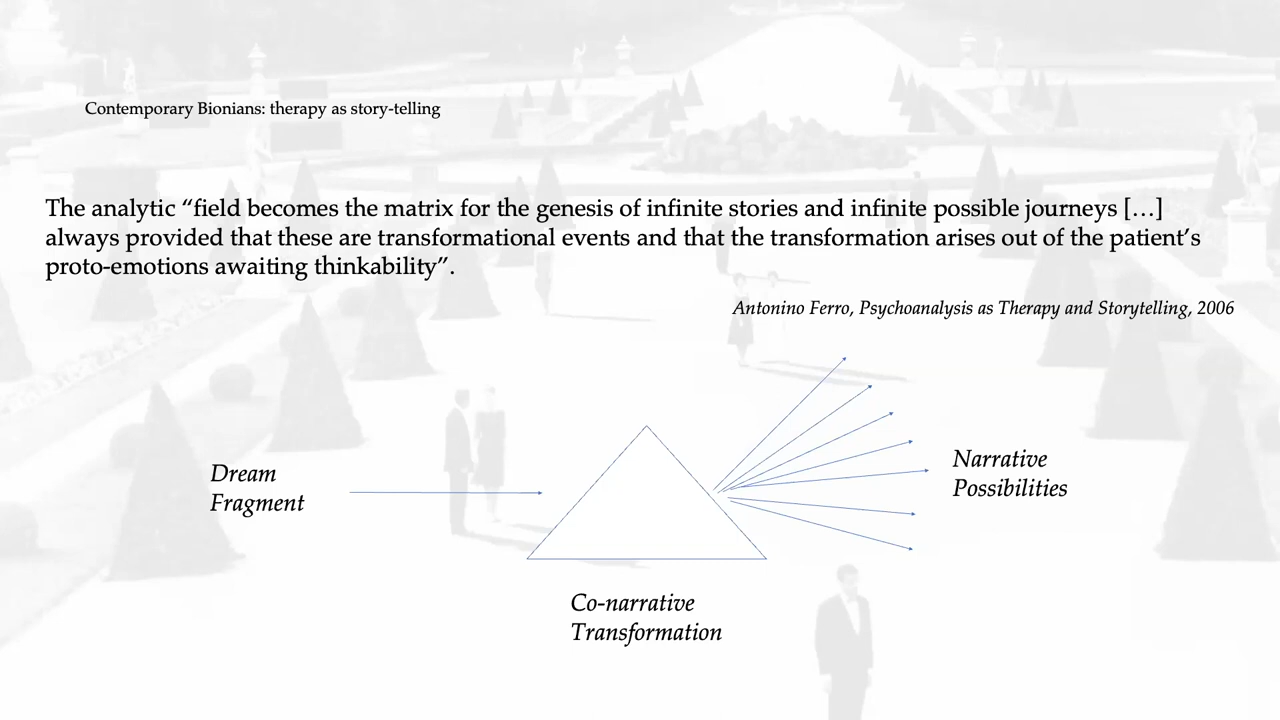 Contemporary Bionians: therapy as story-telling
The analytic “field becomes the matrix for the genesis of infinite stories and infinite possible journeys […]
always provided that these are transformational events and that the transformation arises out of the patient’s
proto-emotions awaiting thinkability”.
Antonino Ferro, Psychoanalysis as Therapy and Storytelling, 2006
Dream
Fragment
Narrative
Possibilities
Co-narrative
Transformation